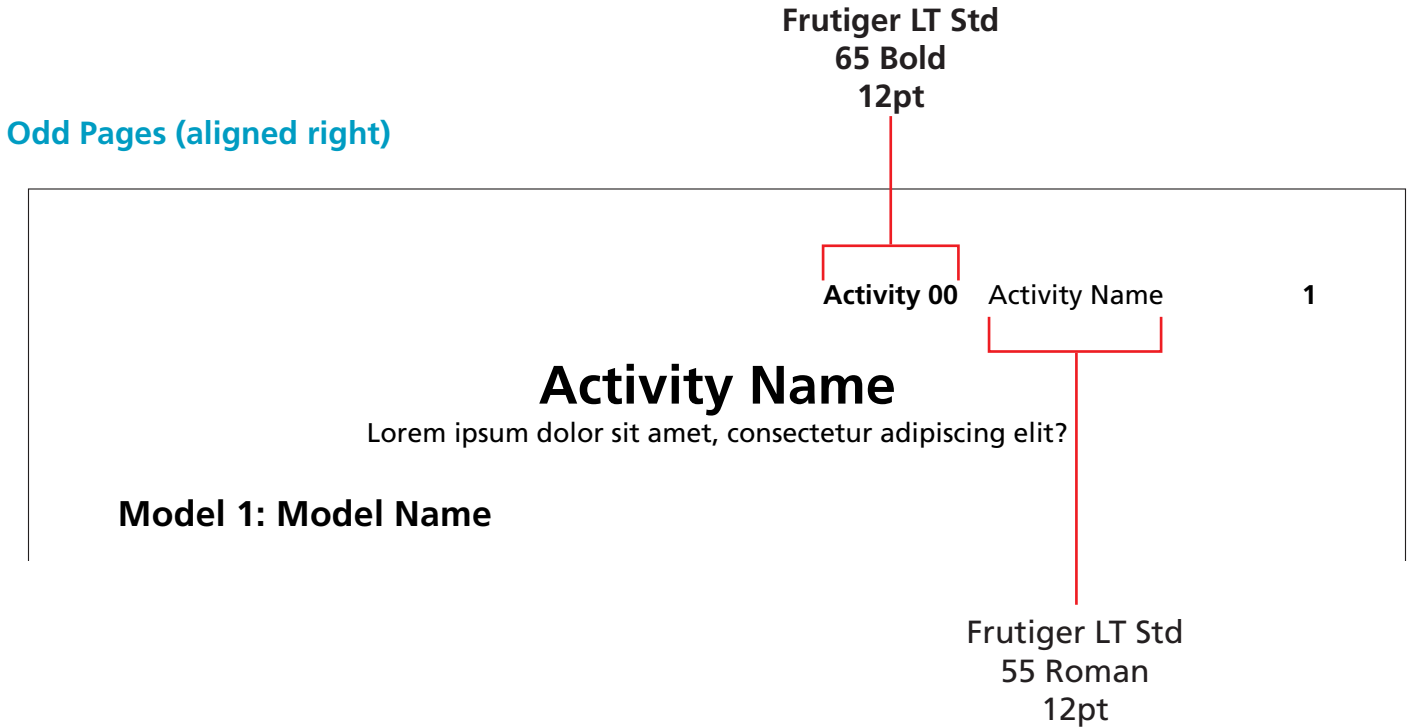 Frutiger LT Std
65 Bold
12pt
Odd Pages (aligned right)
Activity 00 Activity Name 1
Activity Name
Lorem ipsum dolor sit amet, consectetur adipiscing elit?
Model 1: Model Name
Frutiger LT Std
55 Roman
12pt